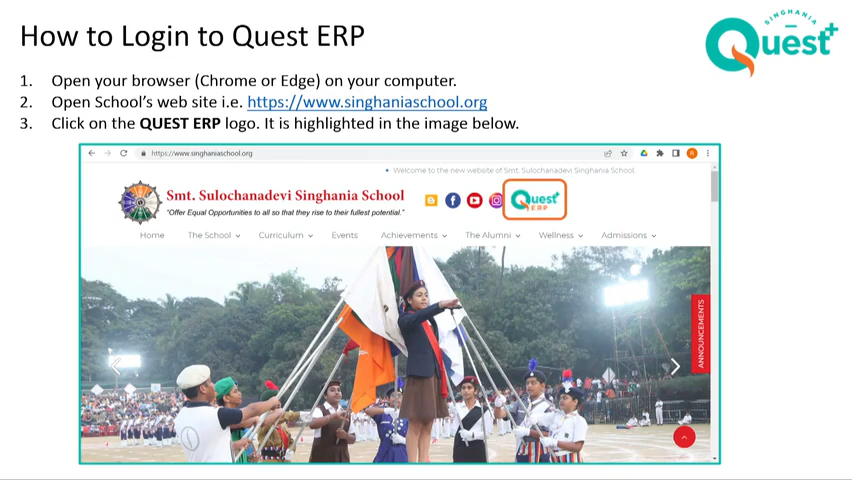 How to Login to Quest ERP
SINGHANIA
Quest+
1. Open your browser (Chrome or Edge) on your computer.
2. Open School's web site i.e. https://www.singhaniaschool.org
3. Click on the QUEST ERP logo. It is highlighted in the image below.
https://www.singhaniaschool.org
R
• Welcome to the new website of Smt. Sulochanadevi Singhania School
Smt. Sulochanadevi Singhania School
"Offer Equal Opportunities to all so that they rise to their fullest potential."
Quest+
ERP
Home The School Curriculum Events Achievements The Alumni Wellness Admissions
ANNOUNCEMENTS